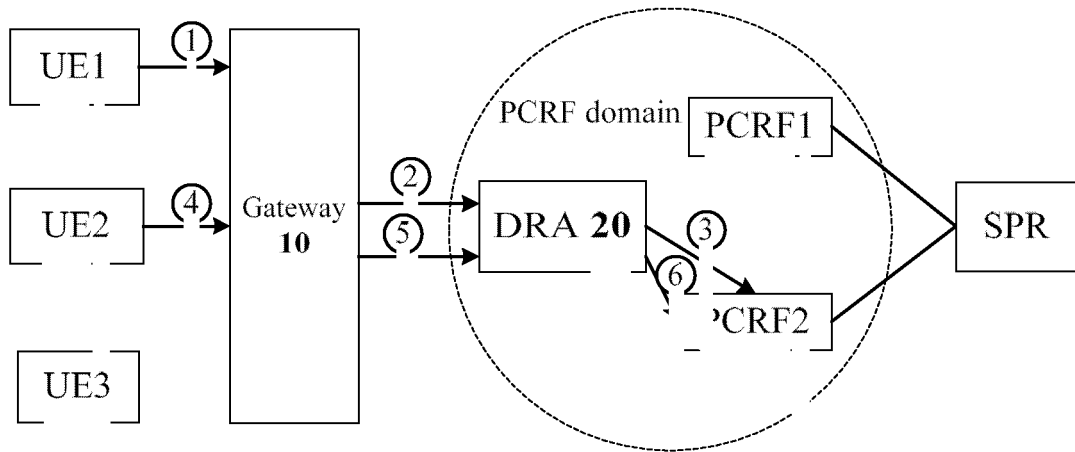 UE1
1
PCRF domain
PCRF1
2
UE2
4
Gateway
10
5
DRA 20
3
SPR
6
PCRF2
UE3